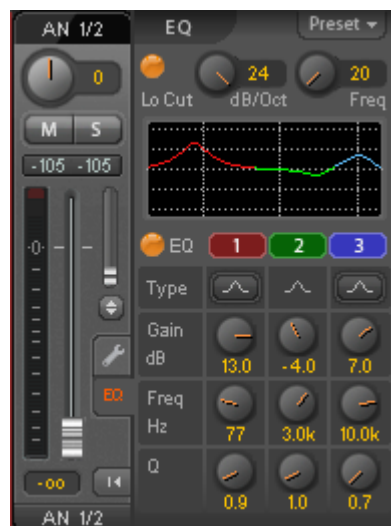 AN 1/2
EQ
Preset
0
24
20
Lo Cut
dB/Oct
Freq
M
S
-105 -105
-0-
EQ
1
2
3
Type
Gain
dB
13.0
-4.0
7.0
EQ
Freq
Hz
77
3.0k
10.0k
Q
0.9
1.0
0.7
-oo
AN 1/2